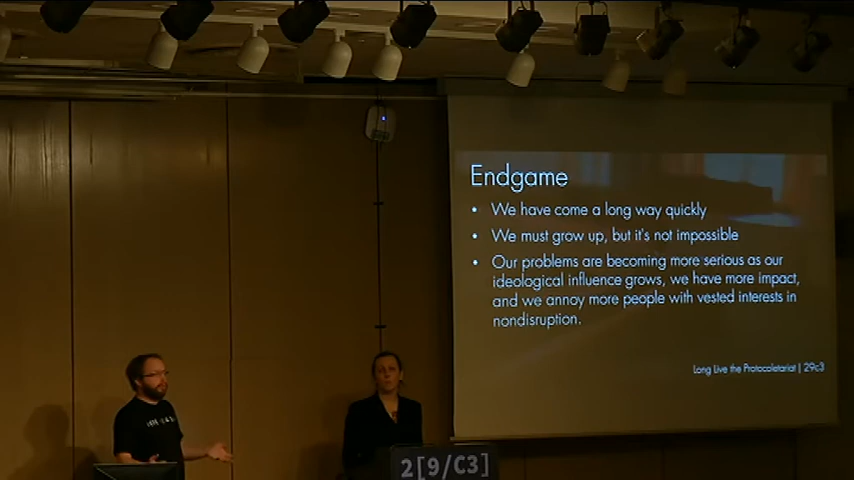 Endgame
• We have come a long way quickly
• We must grow up, but it's not impossible
• Our problems are becoming more serious as our
ideological influence grows, we have more impact,
and we annoy more people with vested interests in
nondisruption.
Long Live the Protocoletariat | 29c3
2[9/C3]